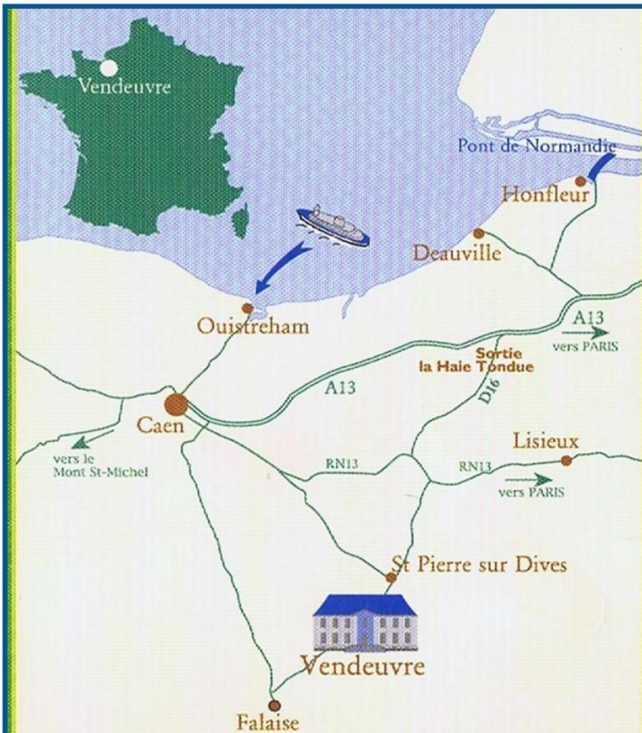 Vendeuvre
Pont de Normandie
Honfleur
Deauville
Ouistreham
A13
vers PARIS
Sortie
la Haie Tondue
A13
D16
Caen
vers le
Mont St-Michel
Lisieux
RN13
RN13
vers PARIS
St Pierre sur Dives
Vendeuvre
Falaise